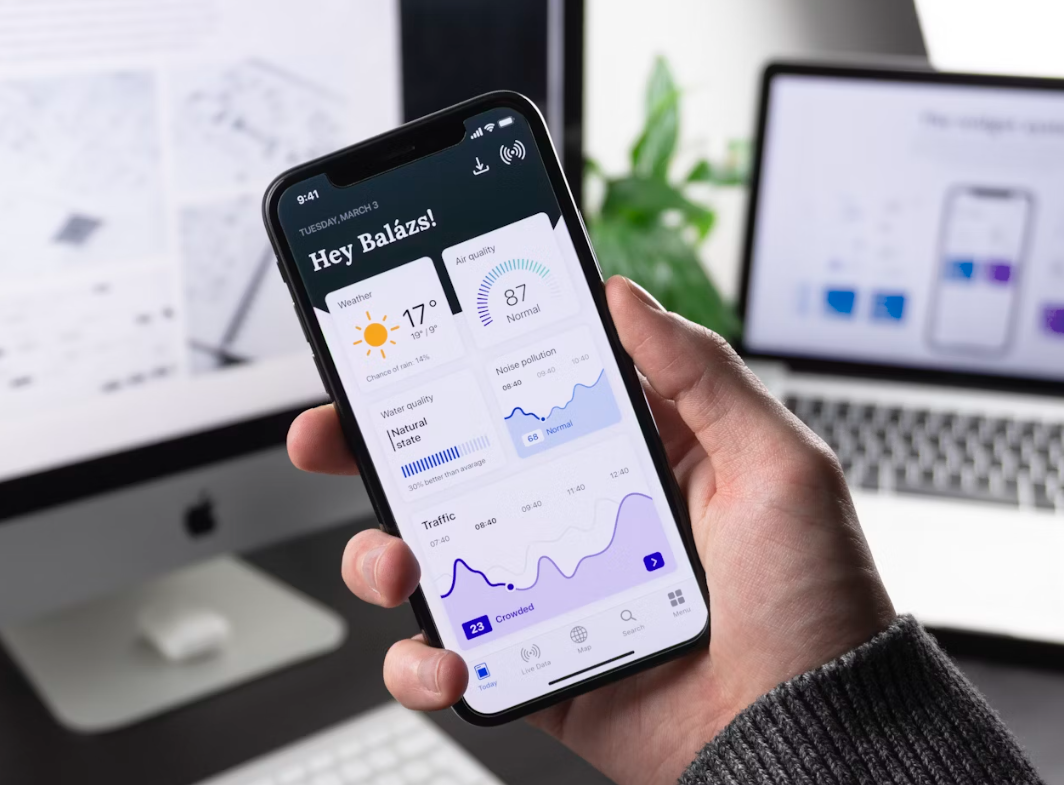 9:41
TUESDAY, MARCH 3
Hey Balázs!
Weather
17°
19° / 9°
Chance of rain: 14%
Air quality
87
Normal
Water quality
Natural
state
30% better than avarage
Noise pollution
08:40 09:40 10:40
68 Normal
Traffic
07:40 08:40 09:40 11:40 12:40
23 Crowded
Today Live Data Map Search Menu